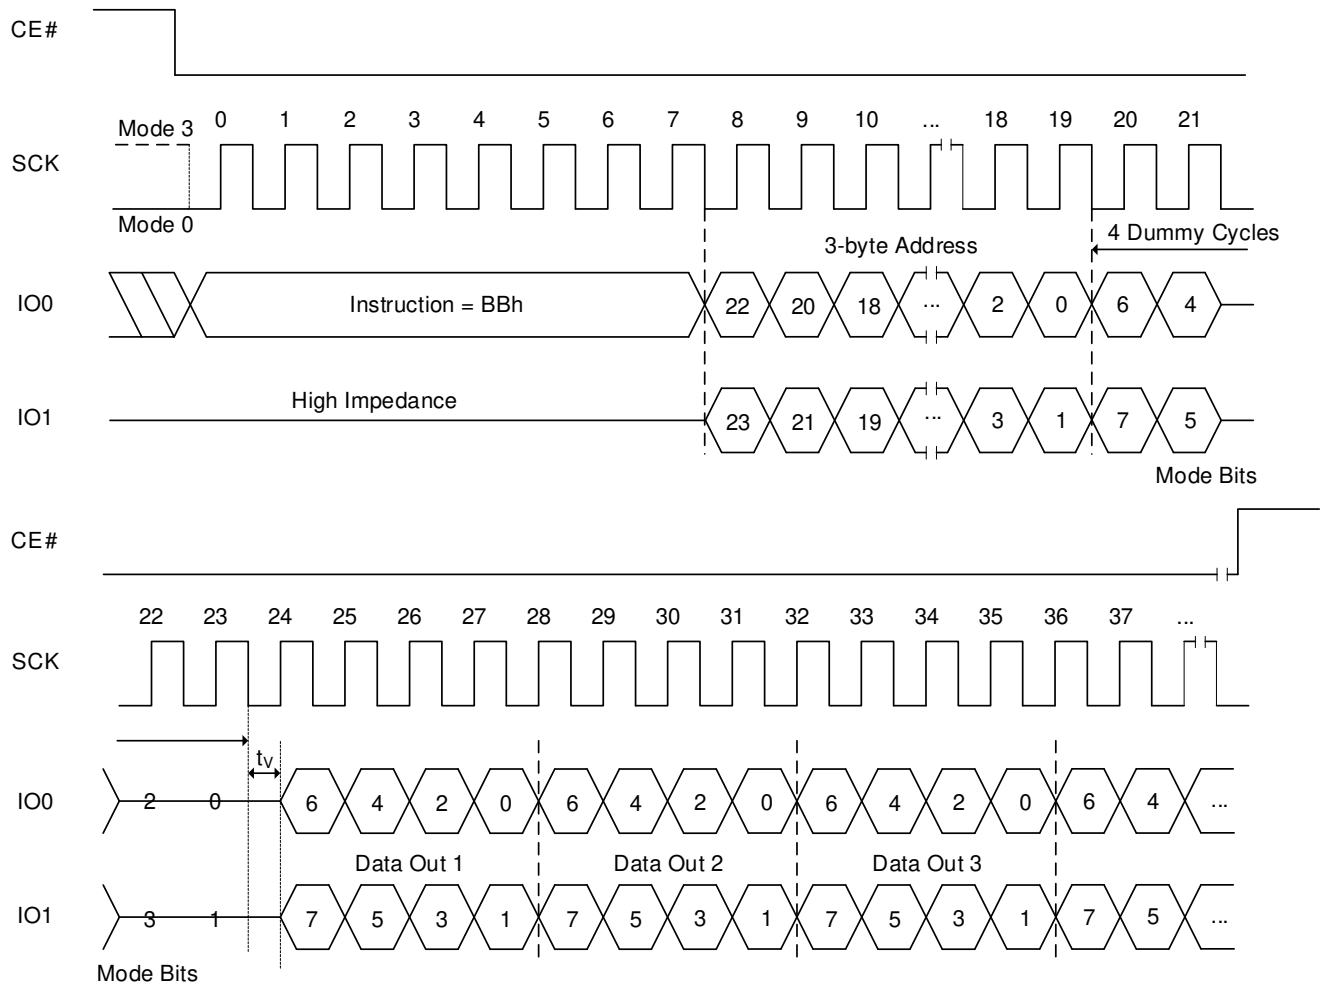 CE#
Mode 3 0 1 2 3 4 5 6 7 8 9 10 ... 18 19 20 21
SCK
Mode 0
3-byte Address 4 Dummy Cycles
IO0 Instruction = BBh 22 20 18 ... 2 0 6 4
High Impedance
IO1 23 21 19 ... 3 1 7 5
Mode Bits
CE#
22 23 24 25 26 27 28 29 30 31 32 33 34 35 36 37 ...
SCK
tV
IO0 2 0 6 4 2 0 6 4 2 0 6 4 2 0 6 4 ...
Data Out 1 Data Out 2 Data Out 3
IO1 3 1 7 5 3 1 7 5 3 1 7 5 3 1 7 5 ...
Mode Bits